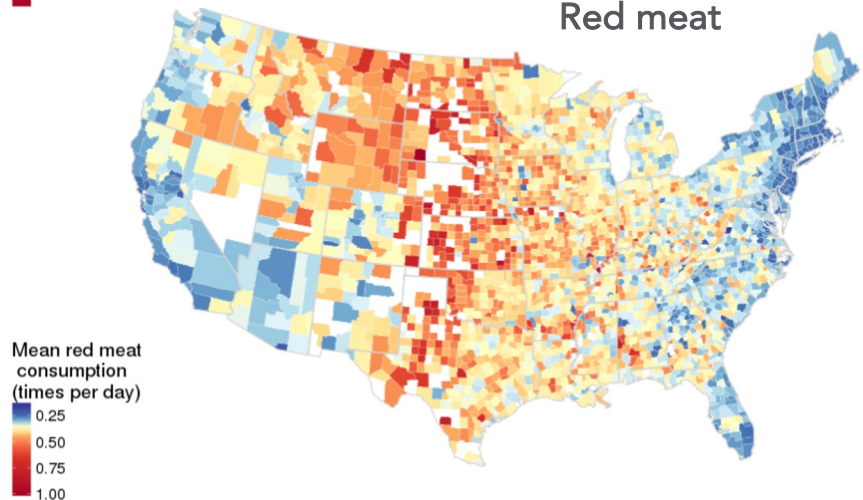 Red meat
Mean red meat
consumption
(times per day)
0.25
0.50
0.75
1.00